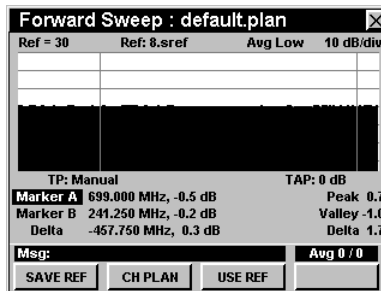 Forward Sweep : default.plan
Ref = 30 Ref: 8.sref Avg Low 10 dB/div
TP: Manual TAP: 0 dB
Marker A 699.000 MHz, -0.5 dB Peak 0.7
Marker B 241.250 MHz, -0.2 dB Valley -1.0
Delta -457.750 MHz, 0.3 dB Delta 1.7
Msg: Avg 0 / 0
SAVE REF CH PLAN USE REF